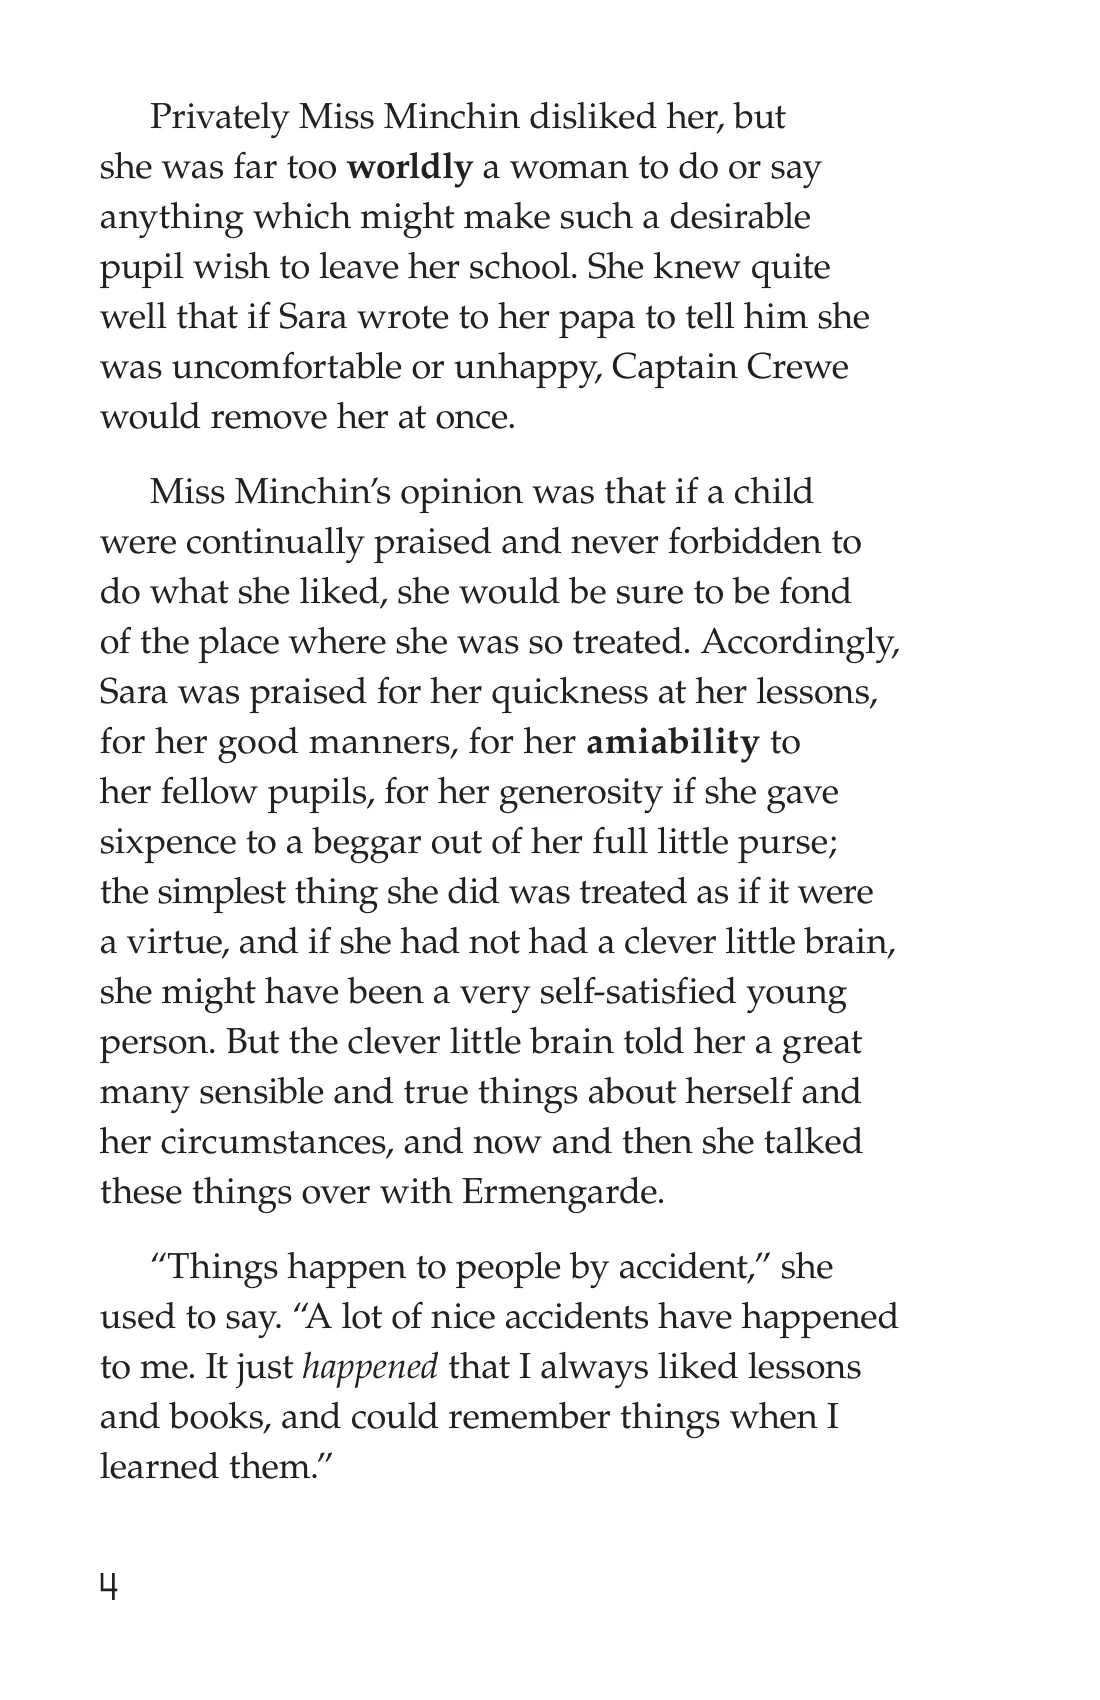 Privately Miss Minchin disliked her, but
she was far too worldly a woman to do or say
anything which might make such a desirable
pupil wish to leave her school. She knew quite
well that if Sara wrote to her papa to tell him she
was uncomfortable or unhappy, Captain Crewe
would remove her at once.
Miss Minchin’s opinion was that if a child
were continually praised and never forbidden to
do what she liked, she would be sure to be fond
of the place where she was so treated. Accordingly,
Sara was praised for her quickness at her lessons,
for her good manners, for her amiability to
her fellow pupils, for her generosity if she gave
sixpence to a beggar out of her full little purse;
the simplest thing she did was treated as if it were
a virtue, and if she had not had a clever little brain,
she might have been a very self-satisfied young
person. But the clever little brain told her a great
many sensible and true things about herself and
her circumstances, and now and then she talked
these things over with Ermengarde.
“Things happen to people by accident,” she
used to say. “A lot of nice accidents have happened
to me. It just happened that I always liked lessons
and books, and could remember things when I
learned them.”
4